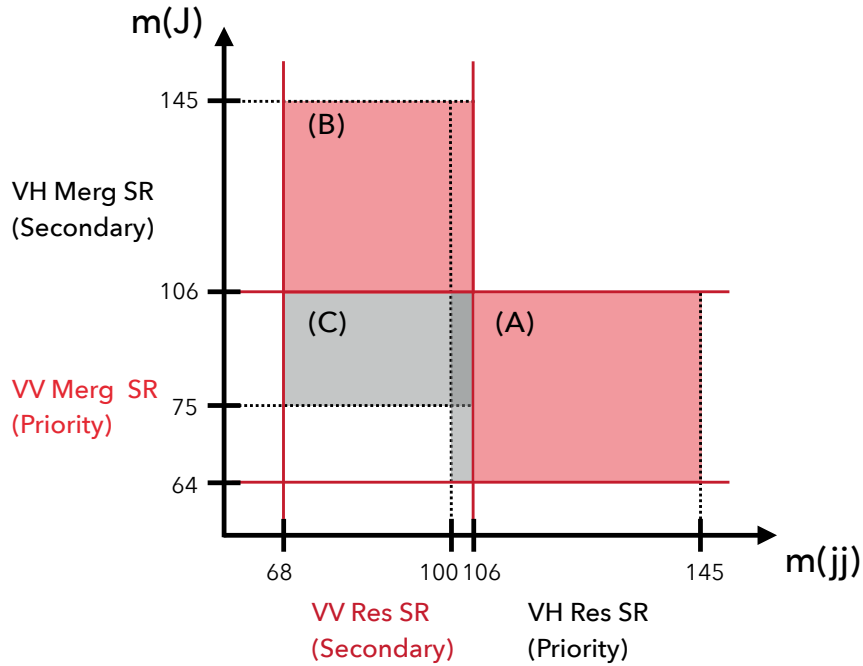 m(J)
145
(B)
VH Merg SR
(Secondary)
106
(C)
(A)
VV Merg SR
(Priority)
75
64
68
100
106
145
m(jj)
VV Res SR
(Secondary)
VH Res SR
(Priority)